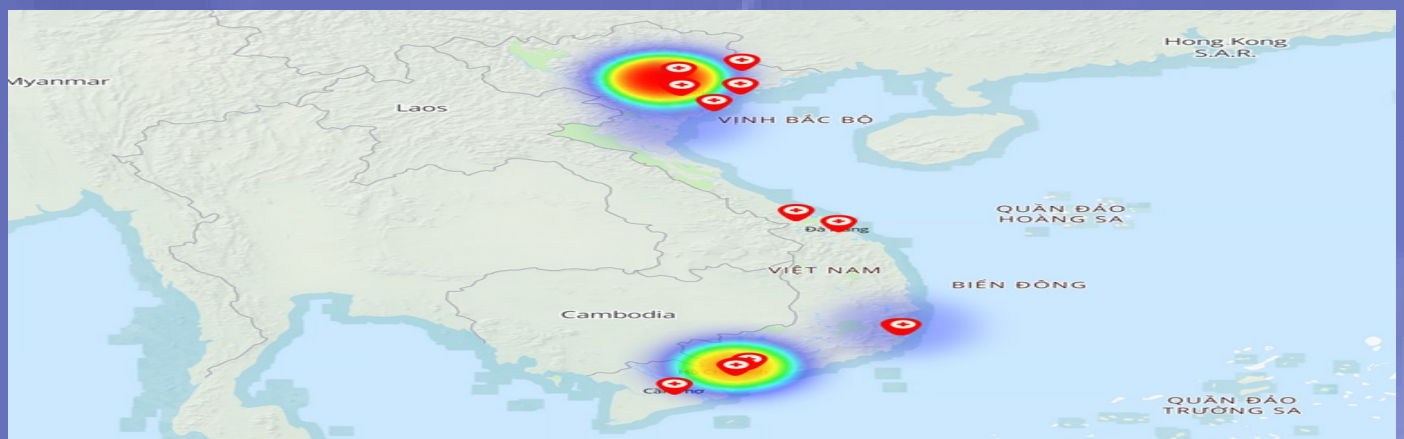 Hong Kong
S.A.R.
Myanmar
Laos
VỊNH BẮC BỘ
QUẦN ĐẢO
HOÀNG SA
VIỆT NAM
BIỂN ĐÔNG
Cambodia
QUẦN ĐẢO
TRƯỜNG SA